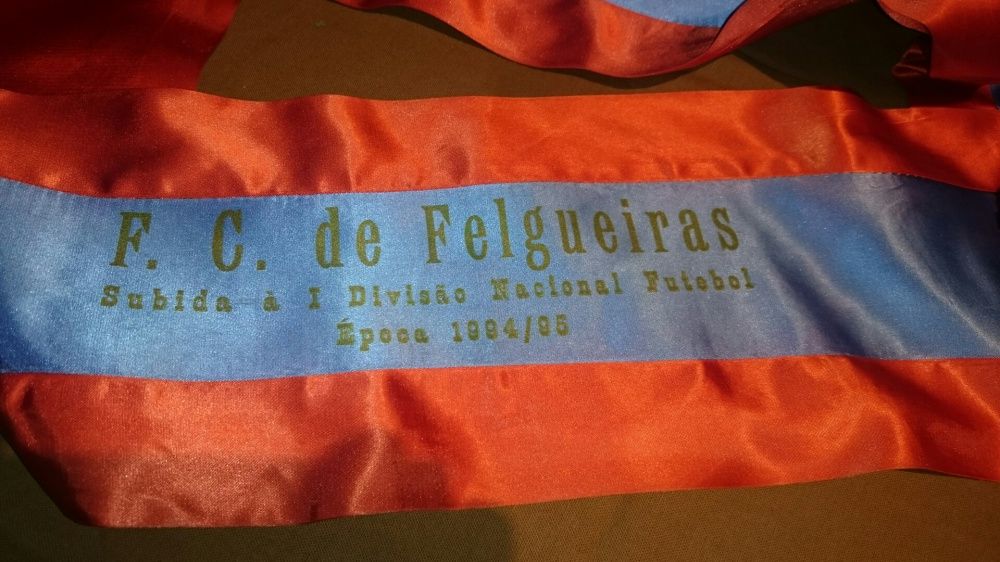 F. C. de Felgueiras
Subida à I Divisão Nacional Futebol
Época 1994/95